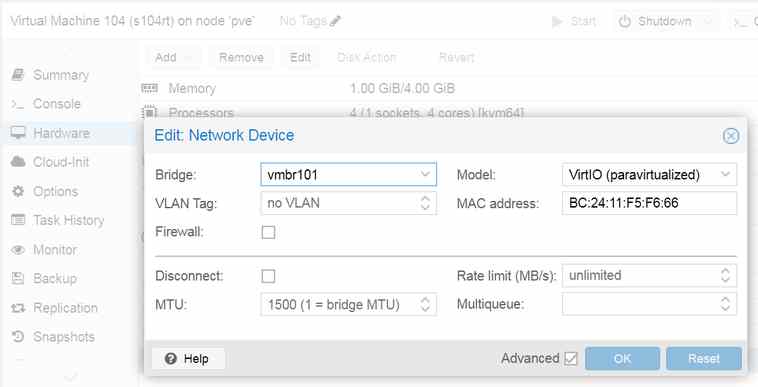 Virtual Machine 104 (s104rt) on node 'pve' No Tags Start Shutdown
Add Remove Edit Disk Action Revert
Summary
Memory 1.00 GiB/4.00 GiB
Console
Processors 4 (1 sockets, 4 cores) [kvm64]
Hardware
Edit: Network Device
Cloud-Init
Bridge: vmbr101 Model: VirtIO (paravirtualized)
Options
VLAN Tag: no VLAN MAC address: BC:24:11:F5:F6:66
Task History
Firewall:
Monitor
Backup
Disconnect: Rate limit (MB/s): unlimited
Replication
MTU: 1500 (1 = bridge MTU) Multiqueue:
Snapshots
Help Advanced OK Reset